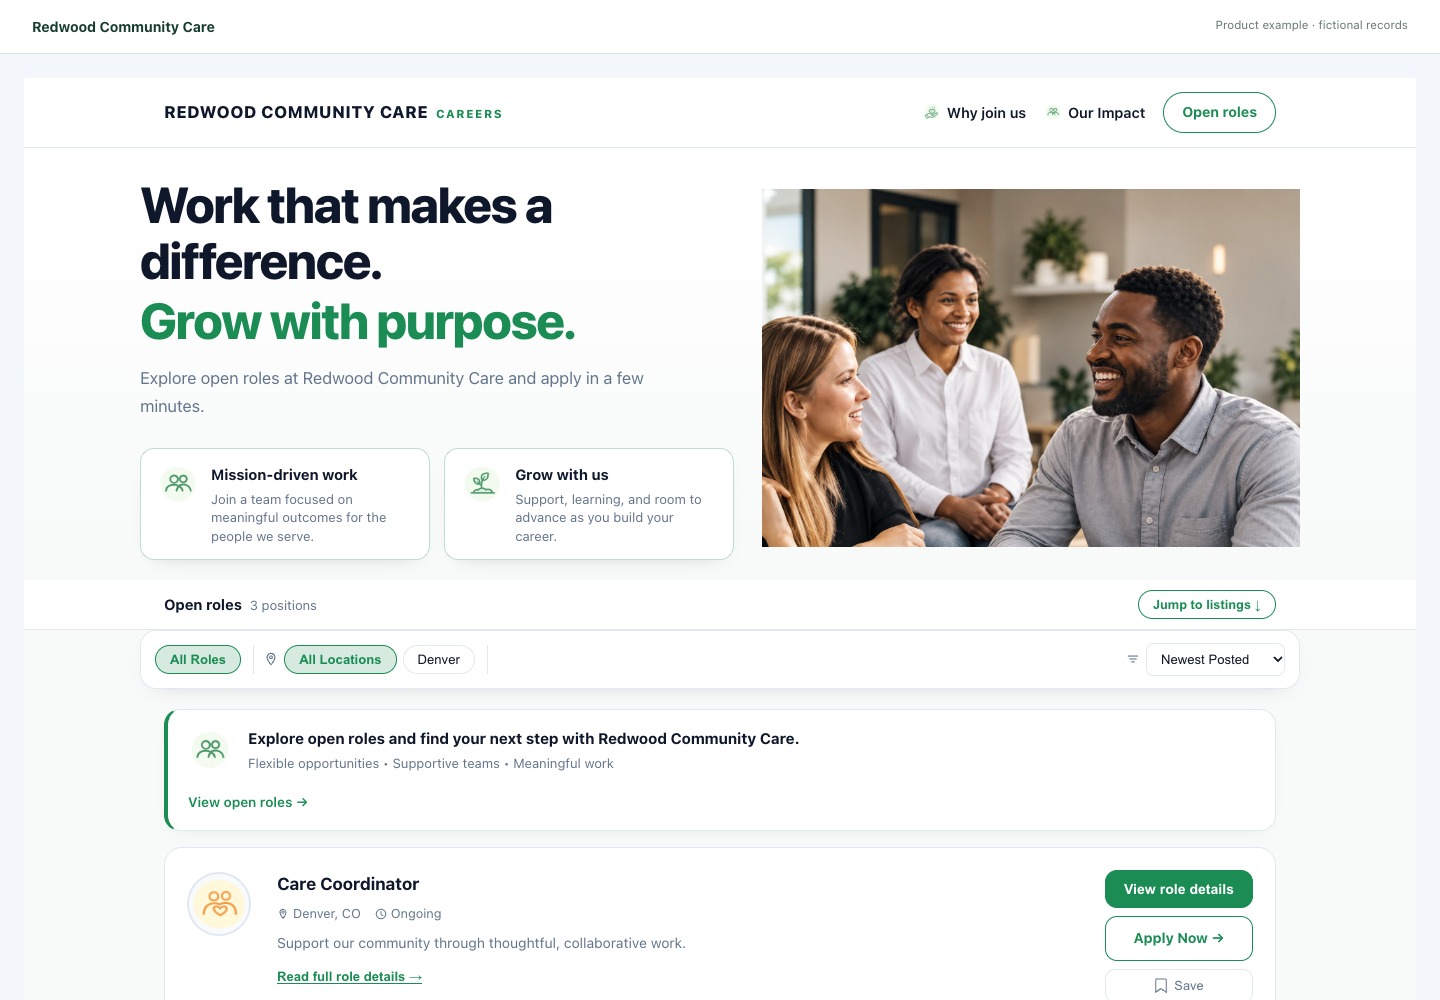 Redwood Community Care
Product example · fictional records
REDWOOD COMMUNITY CARE CAREERS
Why join us
Our Impact
Open roles
Work that makes a
difference.
Grow with purpose.
Explore open roles at Redwood Community Care and apply in a few
minutes.
Mission-driven work
Join a team focused on
meaningful outcomes for the
people we serve.
Grow with us
Support, learning, and room to
advance as you build your
career.
Open roles 3 positions
Jump to listings ↓
All Roles
All Locations
Denver
Newest Posted
Explore open roles and find your next step with Redwood Community Care.
Flexible opportunities • Supportive teams • Meaningful work
View open roles →
Care Coordinator
Denver, CO Ongoing
Support our community through thoughtful, collaborative work.
Read full role details →
View role details
Apply Now →
Save